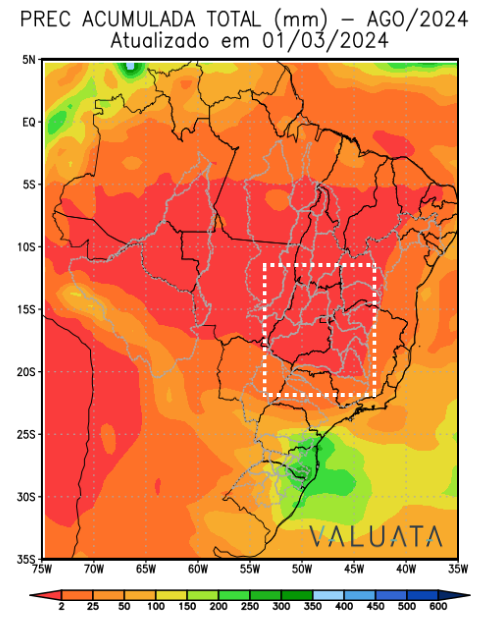 PREC ACUMULADA TOTAL (mm) – AGO/2024
Atualizado em 01/03/2024
5N
EQ
5S
10S
15S
20S
25S
30S
35S
VALUATA
75W 70W 65W 60W 55W 50W 45W 40W 35W
2 25 50 100 150 200 250 300 350 400 450 500 600